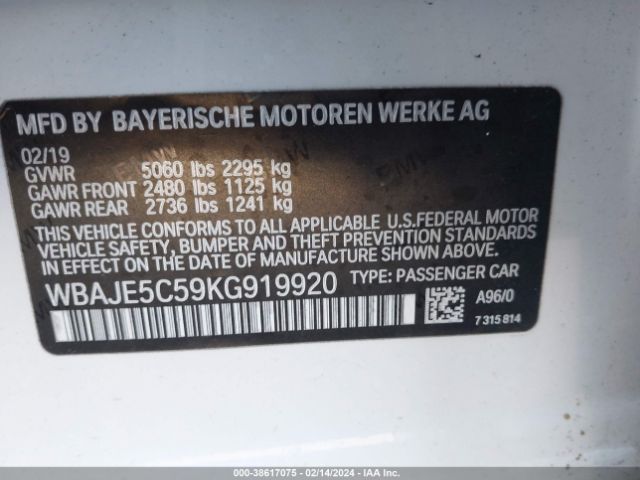 MFD BY BAYERISCHE MOTOREN WERKE AG
02/19
GVWR 5060 lbs 2295 kg
GAWR FRONT 2480 lbs 1125 kg
GAWR REAR 2736 lbs 1241 kg
THIS VEHICLE CONFORMS TO ALL APPLICABLE U.S.FEDERAL MOTOR
VEHICLE SAFETY, BUMPER AND THEFT PREVENTION STANDARDS
IN EFFECT ON THE DATE OF MANUFACTURE SHOWN ABOVE.
WBAJE5C59KG919920 TYPE: PASSENGER CAR
A96/0
7 315 814
000-38617075 - 02/14/2024 - IAA Inc.